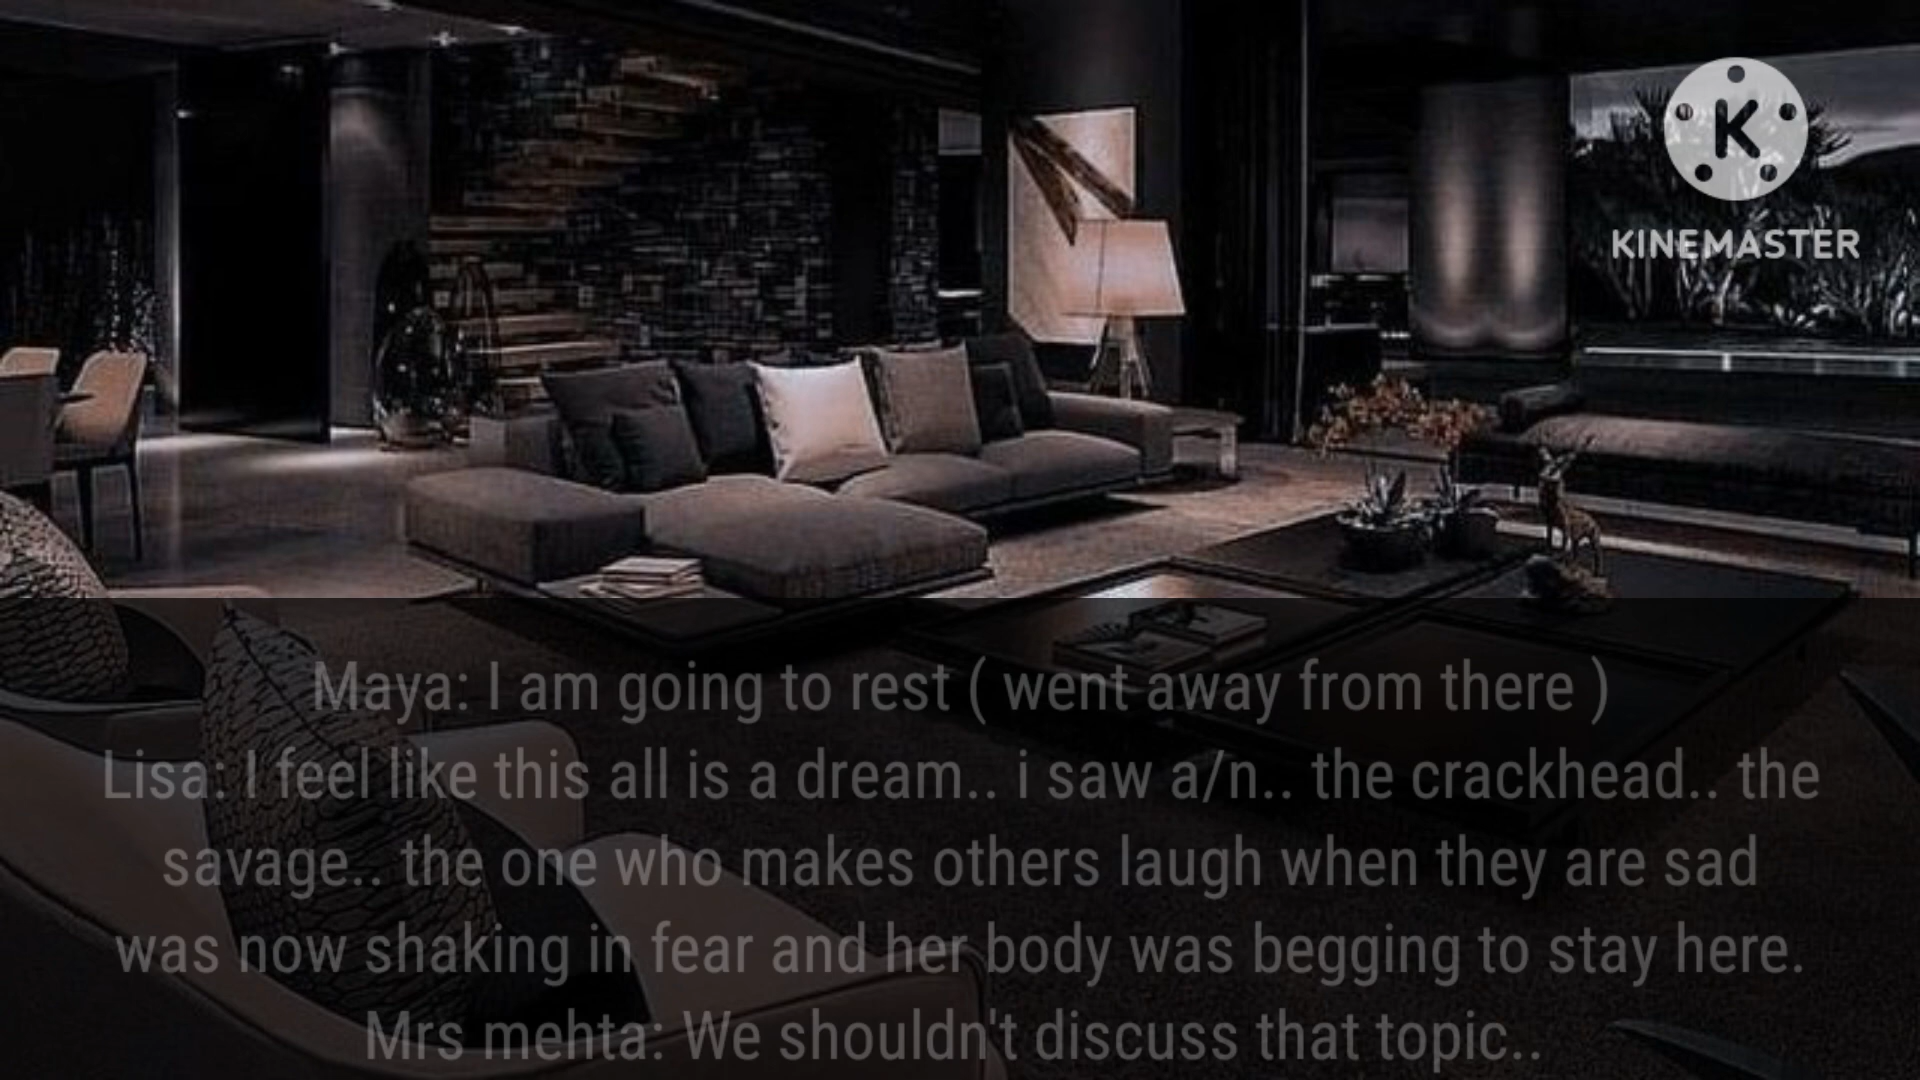 KINEMASTER
Maya: I am going to rest ( went away from there )
Lisa: I feel like this all is a dream.. i saw a/n.. the crackhead.. the
savage.. the one who makes others laugh when they are sad
was now shaking in fear and her body was begging to stay here.
Mrs mehta: We shouldn't discuss that topic..